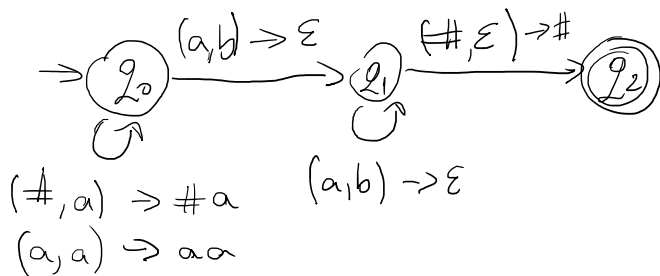 (a,b) → ε
(#,ε) → #
q0
q1
q2
(#,a) → #a
(a,a) → aa
(a,b) → ε